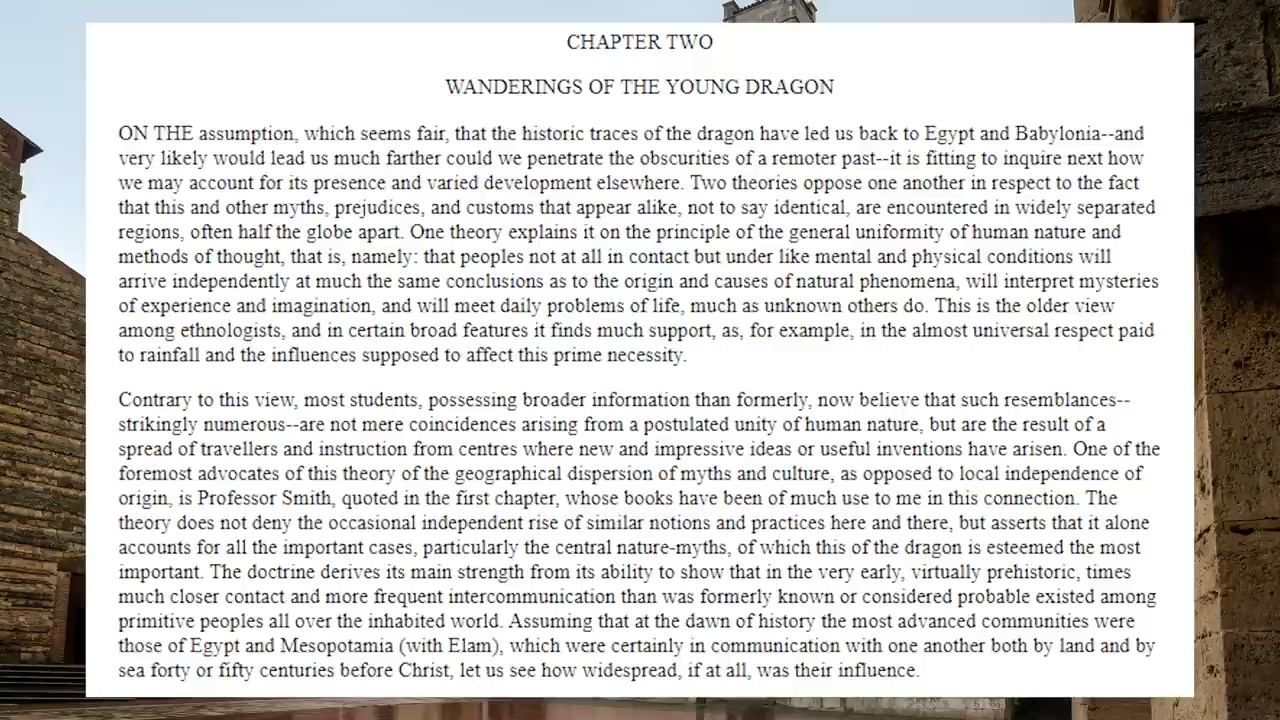 CHAPTER TWO
WANDERINGS OF THE YOUNG DRAGON
ON THE assumption, which seems fair, that the historic traces of the dragon have led us back to Egypt and Babylonia--and
very likely would lead us much farther could we penetrate the obscurities of a remoter past--it is fitting to inquire next how
we may account for its presence and varied development elsewhere. Two theories oppose one another in respect to the fact
that this and other myths, prejudices, and customs that appear alike, not to say identical, are encountered in widely separated
regions, often half the globe apart. One theory explains it on the principle of the general uniformity of human nature and
methods of thought, that is, namely: that peoples not at all in contact but under like mental and physical conditions will
arrive independently at much the same conclusions as to the origin and causes of natural phenomena, will interpret mysteries
of experience and imagination, and will meet daily problems of life, much as unknown others do. This is the older view
among ethnologists, and in certain broad features it finds much support, as, for example, in the almost universal respect paid
to rainfall and the influences supposed to affect this prime necessity.
Contrary to this view, most students, possessing broader information than formerly, now believe that such resemblances--
strikingly numerous--are not mere coincidences arising from a postulated unity of human nature, but are the result of a
spread of travellers and instruction from centres where new and impressive ideas or useful inventions have arisen. One of the
foremost advocates of this theory of the geographical dispersion of myths and culture, as opposed to local independence of
origin, is Professor Smith, quoted in the first chapter, whose books have been of much use to me in this connection. The
theory does not deny the occasional independent rise of similar notions and practices here and there, but asserts that it alone
accounts for all the important cases, particularly the central nature-myths, of which this of the dragon is esteemed the most
important. The doctrine derives its main strength from its ability to show that in the very early, virtually prehistoric, times
much closer contact and more frequent intercommunication than was formerly known or considered probable existed among
primitive peoples all over the inhabited world. Assuming that at the dawn of history the most advanced communities were
those of Egypt and Mesopotamia (with Elam), which were certainly in communication with one another both by land and by
sea forty or fifty centuries before Christ, let us see how widespread, if at all, was their influence.